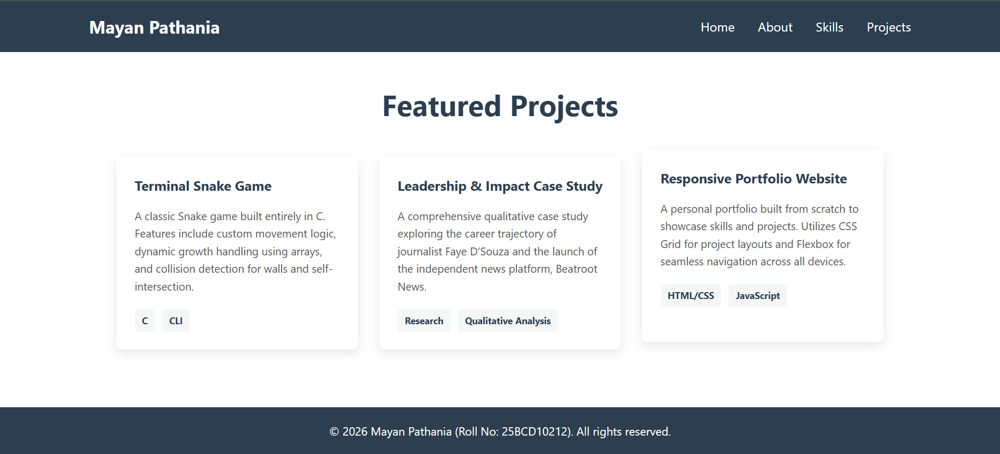 Mayan Pathania
Home About Skills Projects
Featured Projects
Terminal Snake Game
A classic Snake game built entirely in C.
Features include custom movement logic,
dynamic growth handling using arrays,
and collision detection for walls and self-
intersection.
C CLI
Leadership & Impact Case Study
A comprehensive qualitative case study
exploring the career trajectory of
journalist Faye D’Souza and the launch of
the independent news platform, Beatroot
News.
Research Qualitative Analysis
Responsive Portfolio Website
A personal portfolio built from scratch to
showcase skills and projects. Utilizes CSS
Grid for project layouts and Flexbox for
seamless navigation across all devices.
HTML/CSS JavaScript
© 2026 Mayan Pathania (Roll No: 25BCD10212). All rights reserved.